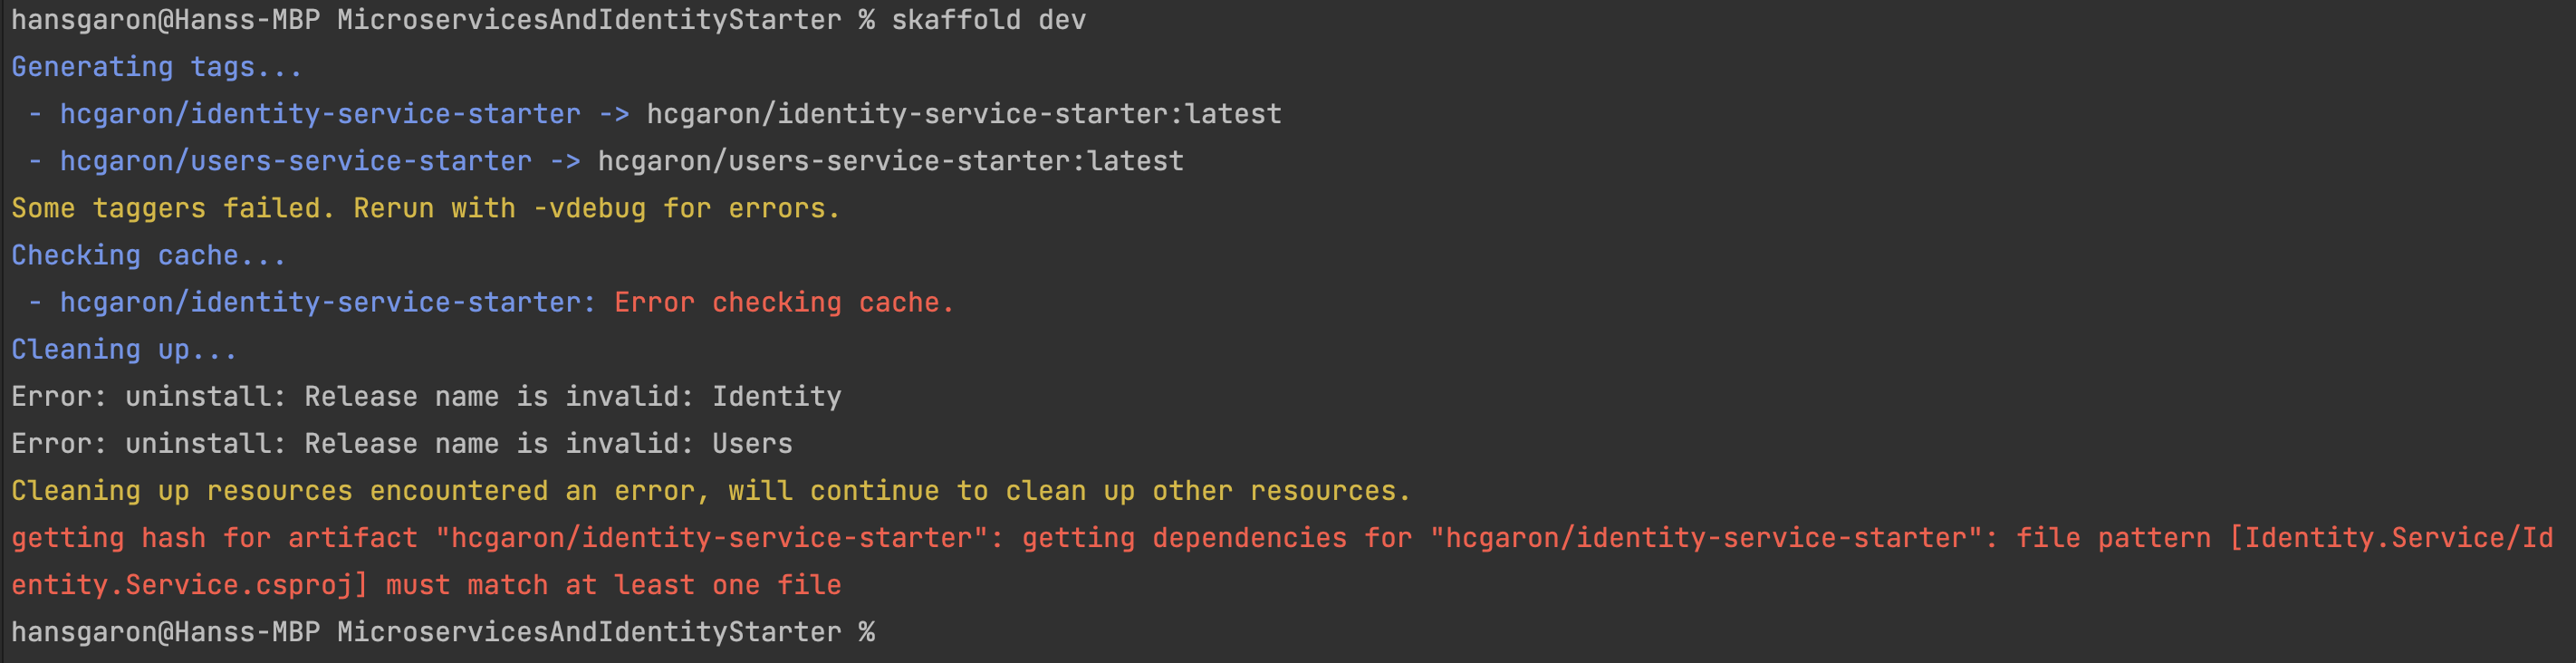 hansgaron@Hanss-MBP MicroservicesAndIdentityStarter % skaffold dev
Generating tags...
 - hcgaron/identity-service-starter -> hcgaron/identity-service-starter:latest
 - hcgaron/users-service-starter -> hcgaron/users-service-starter:latest
Some taggers failed. Rerun with -vdebug for errors.
Checking cache...
 - hcgaron/identity-service-starter: Error checking cache.
Cleaning up...
Error: uninstall: Release name is invalid: Identity
Error: uninstall: Release name is invalid: Users
Cleaning up resources encountered an error, will continue to clean up other resources.
getting hash for artifact "hcgaron/identity-service-starter": getting dependencies for "hcgaron/identity-service-starter": file pattern [Identity.Service/Id
entity.Service.csproj] must match at least one file
hansgaron@Hanss-MBP MicroservicesAndIdentityStarter %